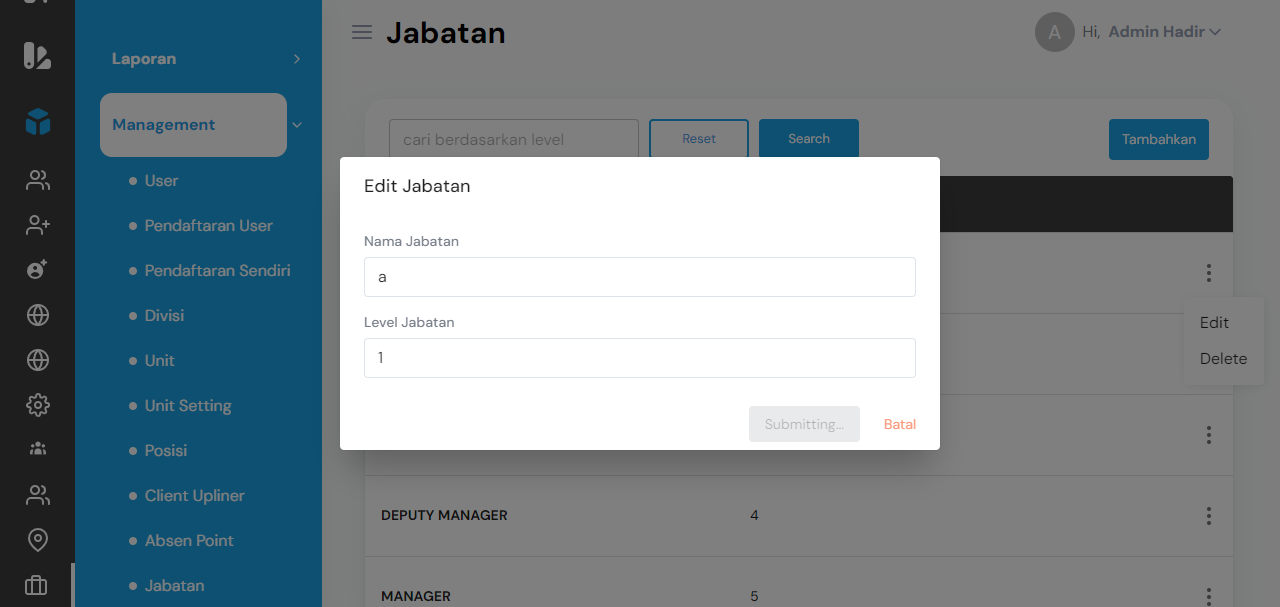 Jabatan
A
Hi, Admin Hadir
Laporan
Management
User
Pendaftaran User
Pendaftaran Sendiri
Divisi
Unit
Unit Setting
Posisi
Client Upliner
Absen Point
Jabatan
cari berdasarkan level
Reset
Search
Tambahkan
Edit Jabatan
Nama Jabatan
a
Level Jabatan
1
Submitting...
Batal
Edit
Delete
DEPUTY MANAGER 4
MANAGER 5